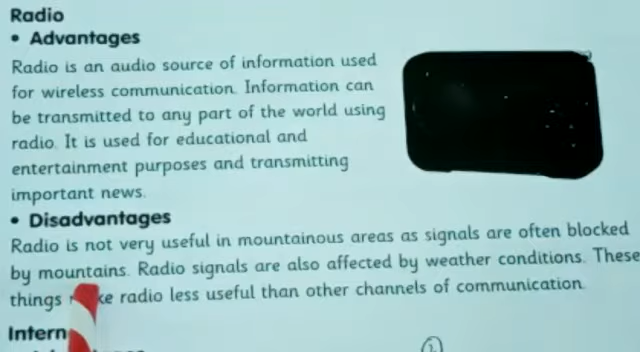 Radio
• Advantages
Radio is an audio source of information used
for wireless communication. Information can
be transmitted to any part of the world using
radio. It is used for educational and
entertainment purposes and transmitting
important news.
• Disadvantages
Radio is not very useful in mountainous areas as signals are often blocked
by mountains. Radio signals are also affected by weather conditions. These
things radio less useful than other channels of communication.